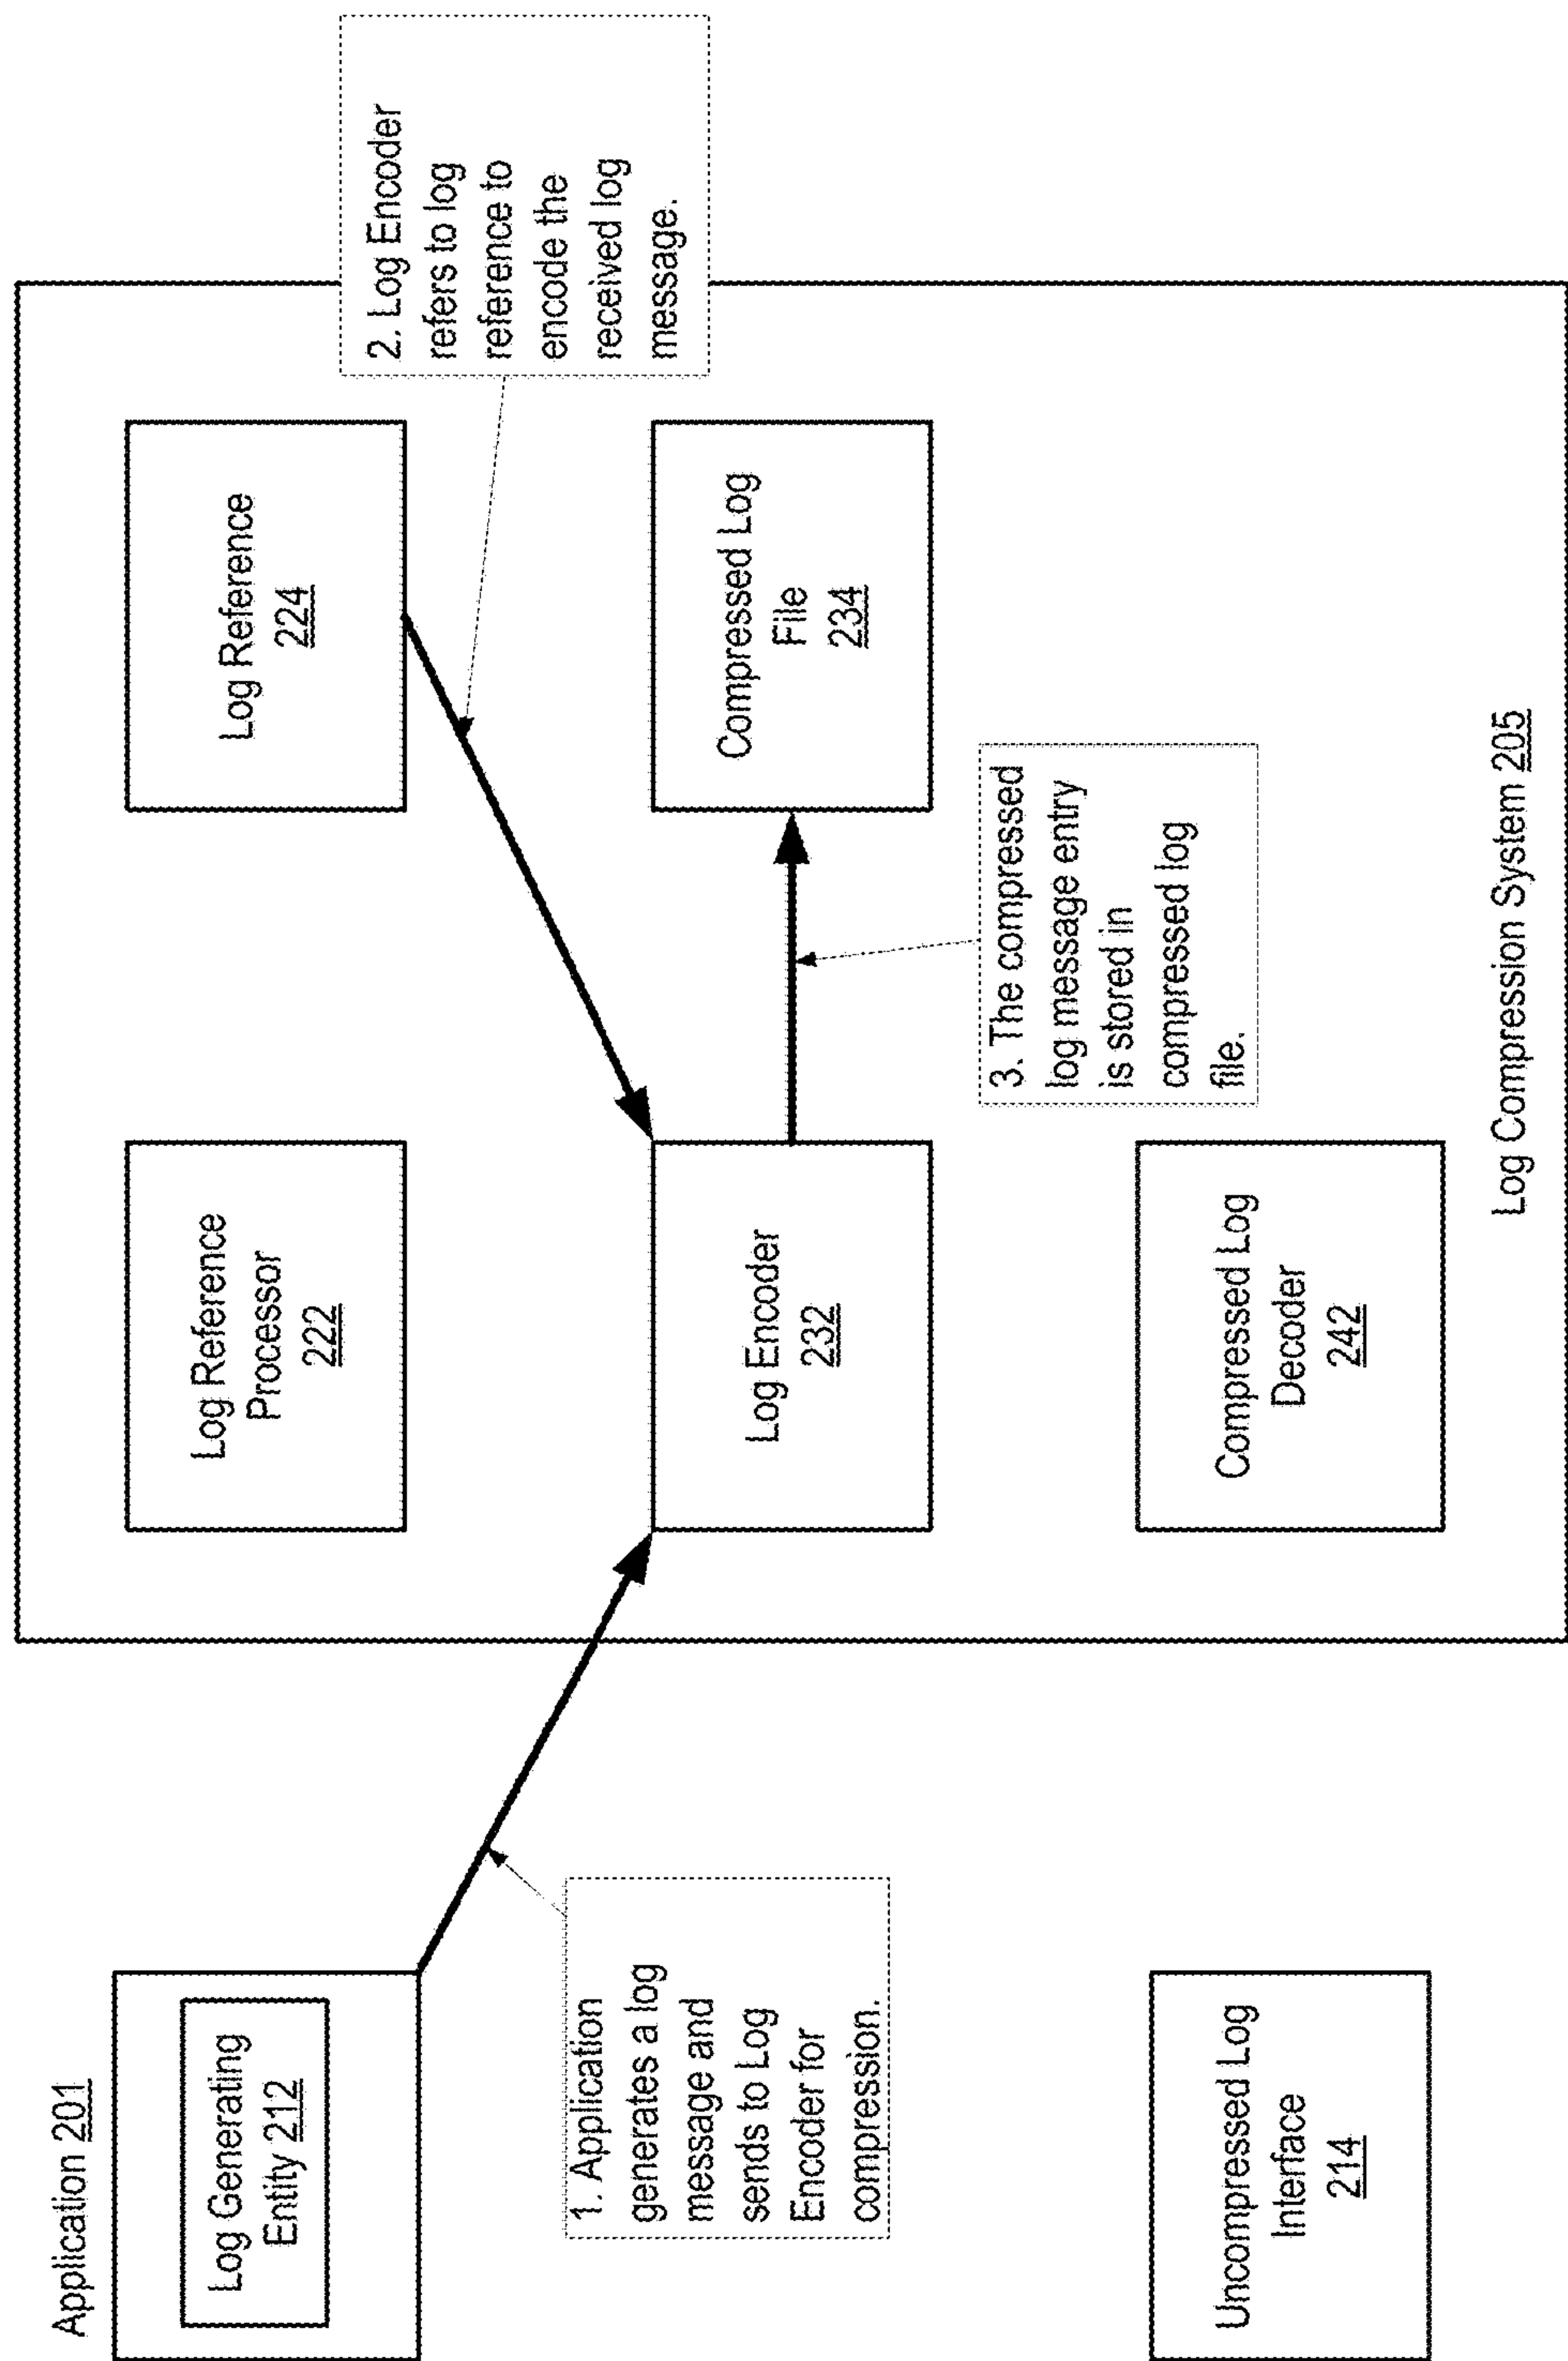 Application 201
Log Generating
Entity 212
1. Application
generates a log
message and
sends to Log
Encoder for
compression.
Uncompressed Log
Interface
214
Log Reference
Processor
222
Log Reference
224
2. Log Encoder
refers to log
reference to
encode the
received log
message.
Log Encoder
232
Compressed Log
File
234
3. The compressed
log message entry
is stored in
compressed log
file.
Compressed Log
Decoder
242
Log Compression System 205